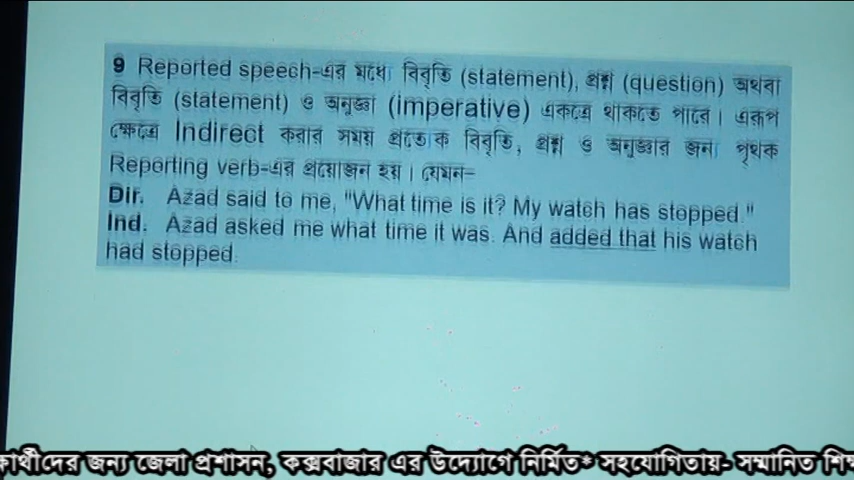 9 Reported speech-এর মধ্যে বিবৃতি (statement), প্রশ্ন (question) অথবা
বিবৃতি (statement) ও অনুজ্ঞা (imperative) একত্রে থাকতে পারে। এরূপ
ক্ষেত্রে Indirect করার সময় প্রত্যেক বিবৃতি, প্রশ্ন ও অনুজ্ঞার জন্য পৃথক
Reporting verb-এর প্রয়োজন হয়। যেমন–
Dir. Azad said to me, "What time is it? My watch has stopped."
Ind. Azad asked me what time it was. And added that his watch
had stopped.
ক্ষার্থীদের জন্য জেলা প্রশাসন, কক্সবাজার এর উদ্যোগে নির্মিত* সহযোগিতায়- সম্মানিত শিক্ষ